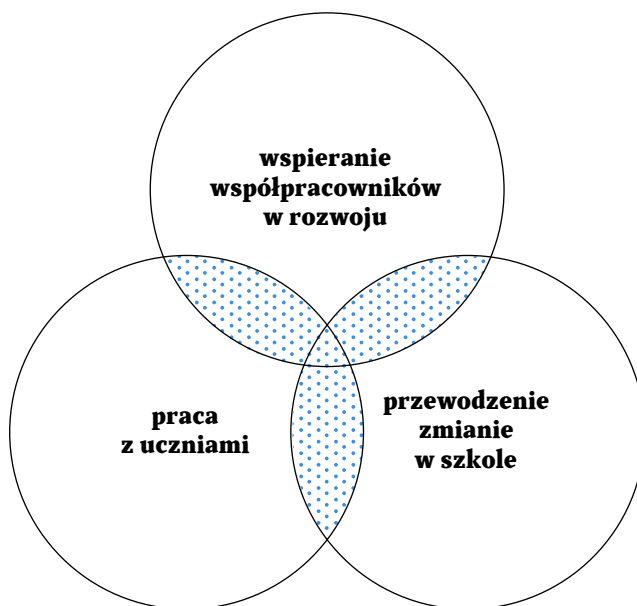 wspieranie
współpracowników
w rozwoju
praca
z uczniami
przewodzenie
zmianie
w szkole